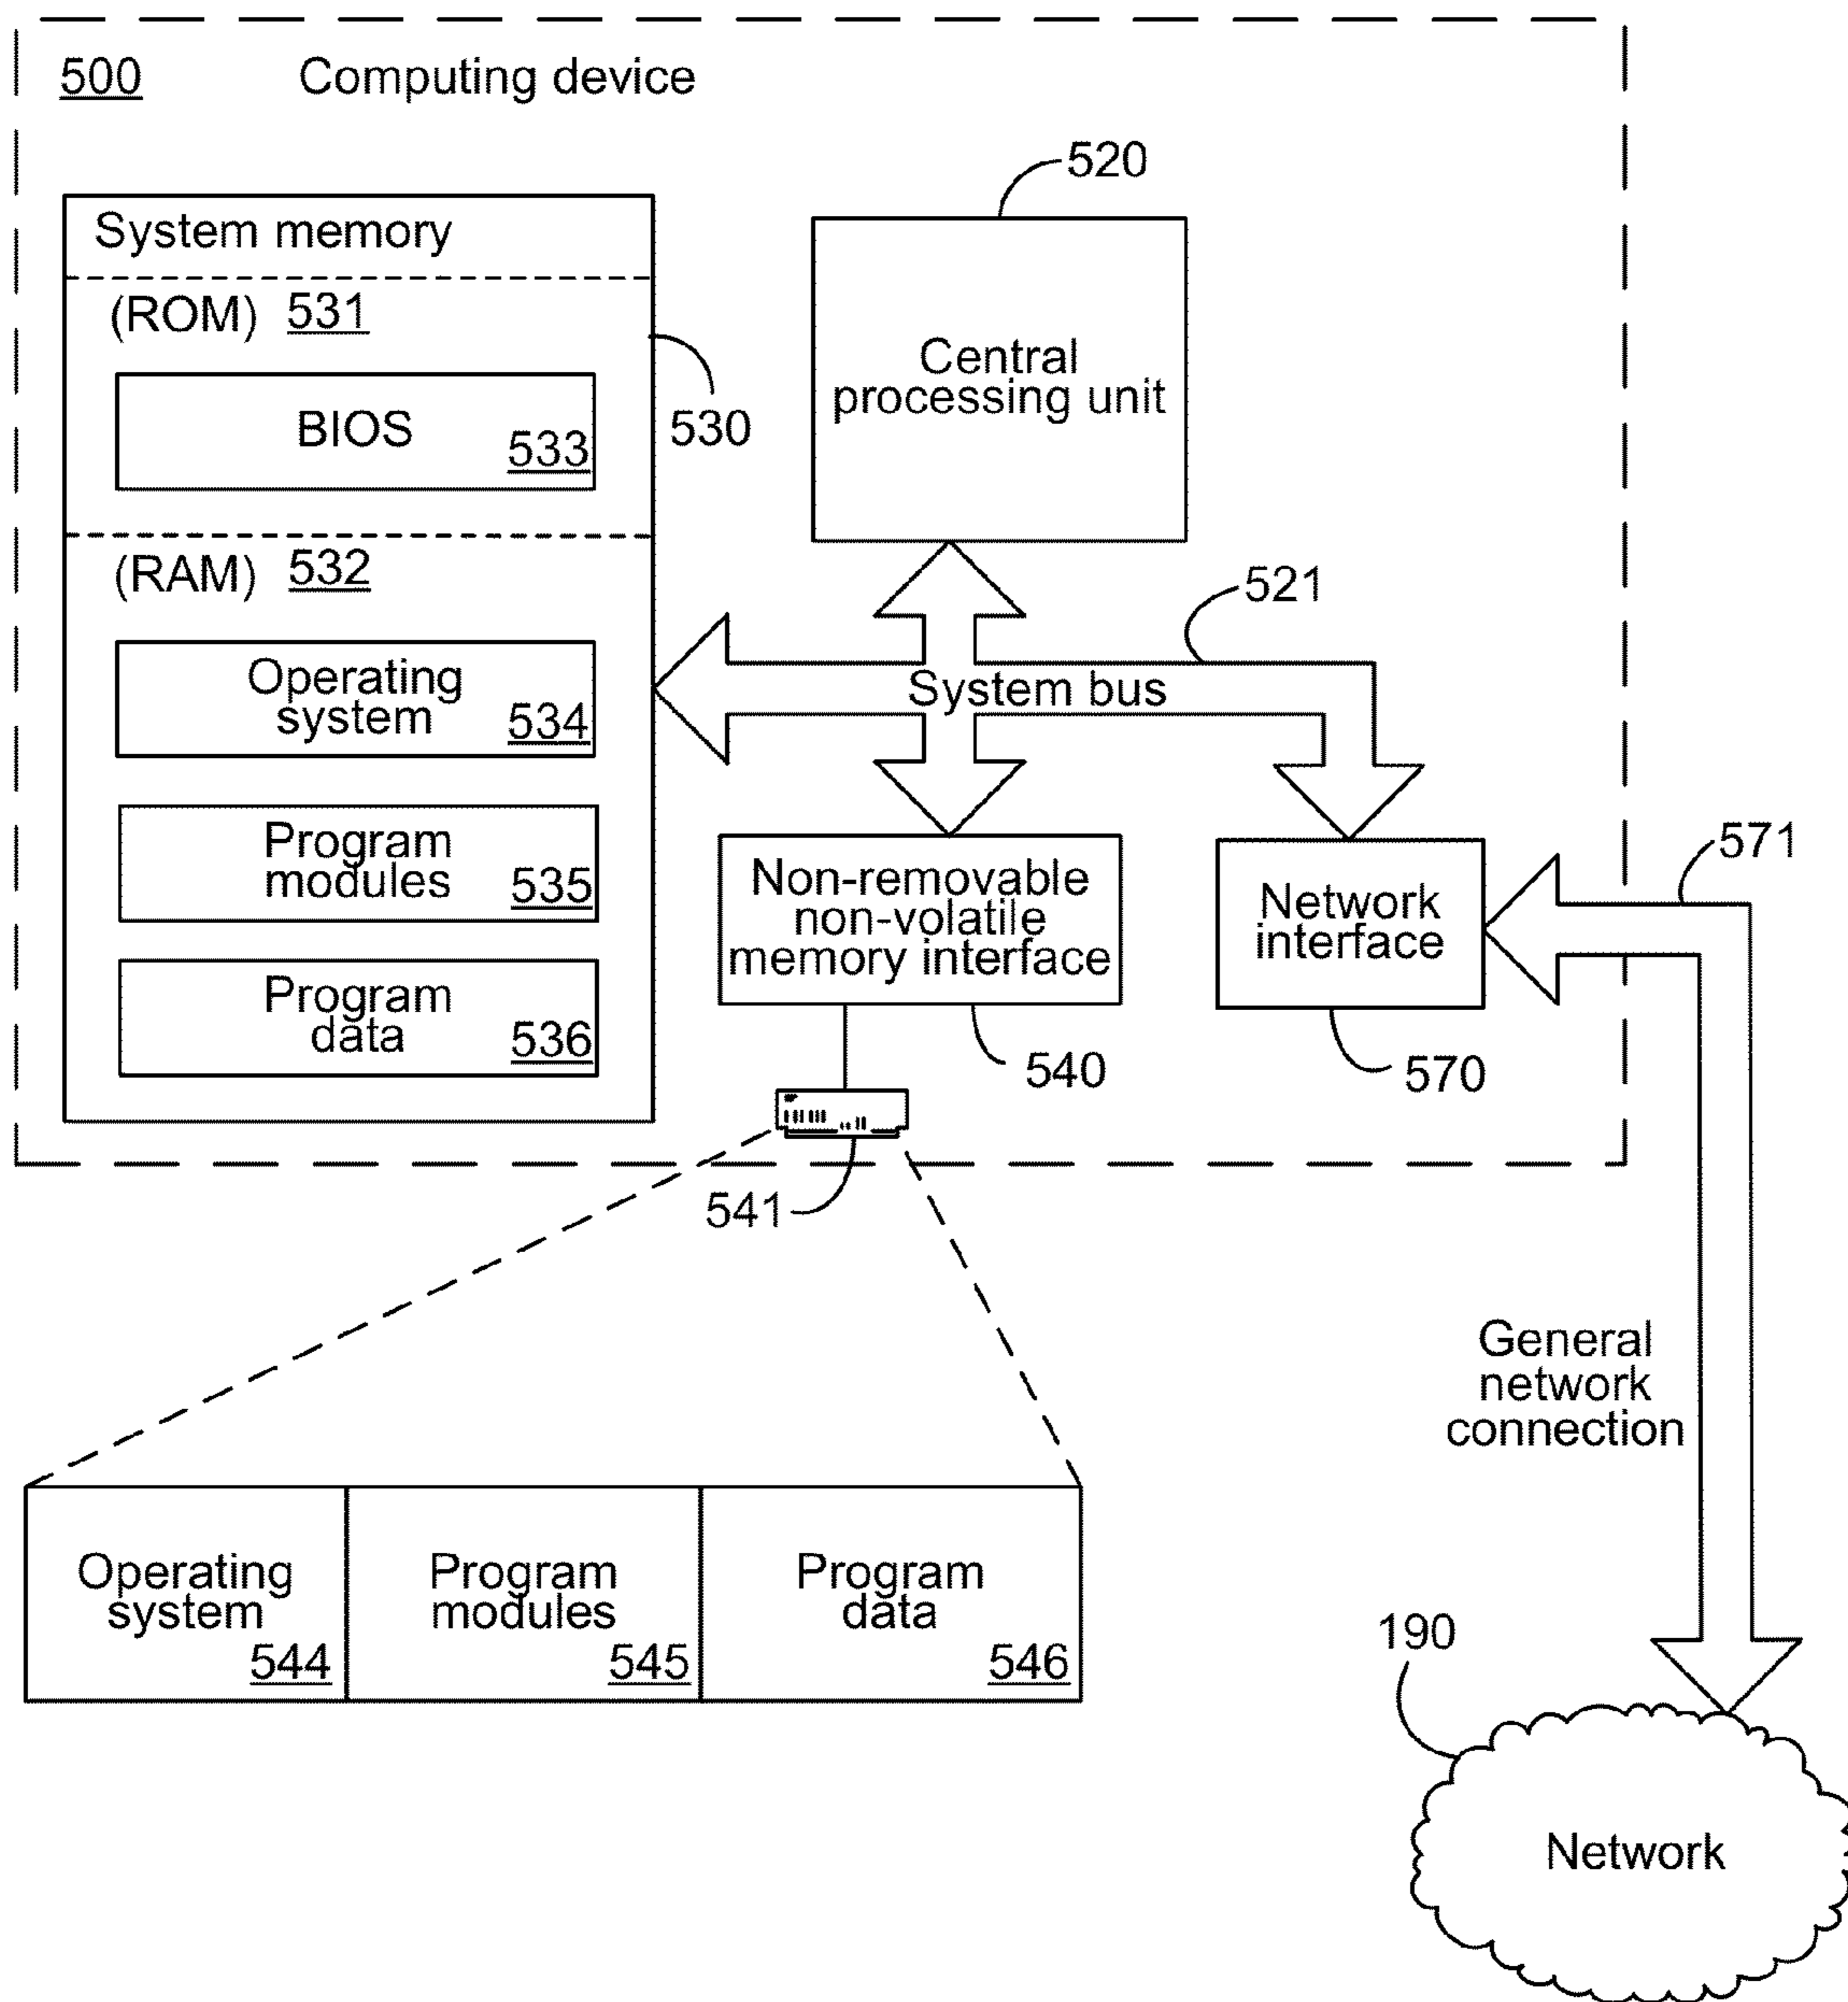 500 Computing device
520
System memory
(ROM) 531
BIOS 533
530
Central
processing unit
(RAM) 532
521
Operating
system 534
System bus
Program
modules 535
571
Non-removable
non-volatile
memory interface
Network
interface
Program
data 536
540
570
541
General
network
connection
Operating
system
544
Program
modules
545
Program
data
546
190
Network